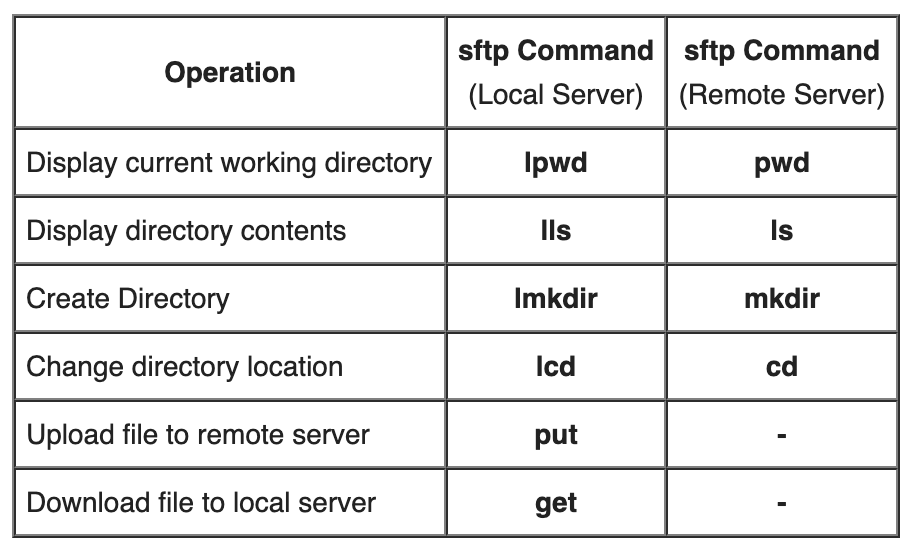 Operation sftp Command (Local Server) sftp Command (Remote Server)
Display current working directory lpwd pwd
Display directory contents lls ls
Create Directory lmkdir mkdir
Change directory location lcd cd
Upload file to remote server put -
Download file to local server get -